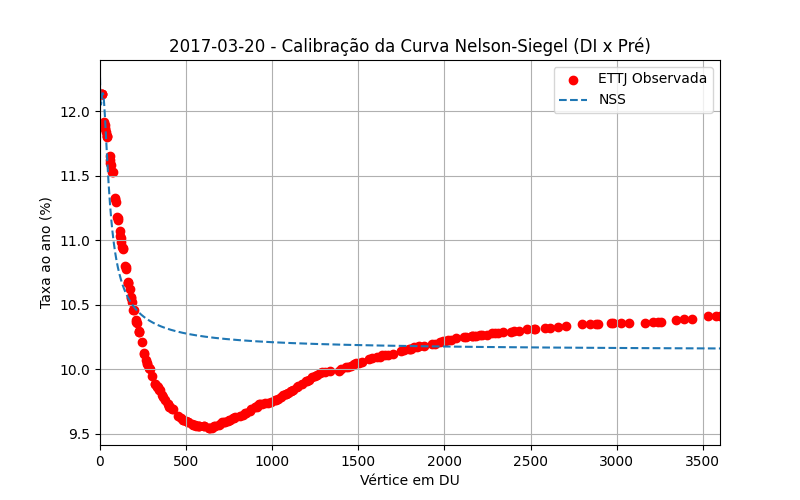 2017-03-20 - Calibração da Curva Nelson-Siegel (DI x Pré)
ETTJ Observada
NSS
Taxa ao ano (%)
12.0
11.5
11.0
10.5
10.0
9.5
0 500 1000 1500 2000 2500 3000 3500
Vértice em DU